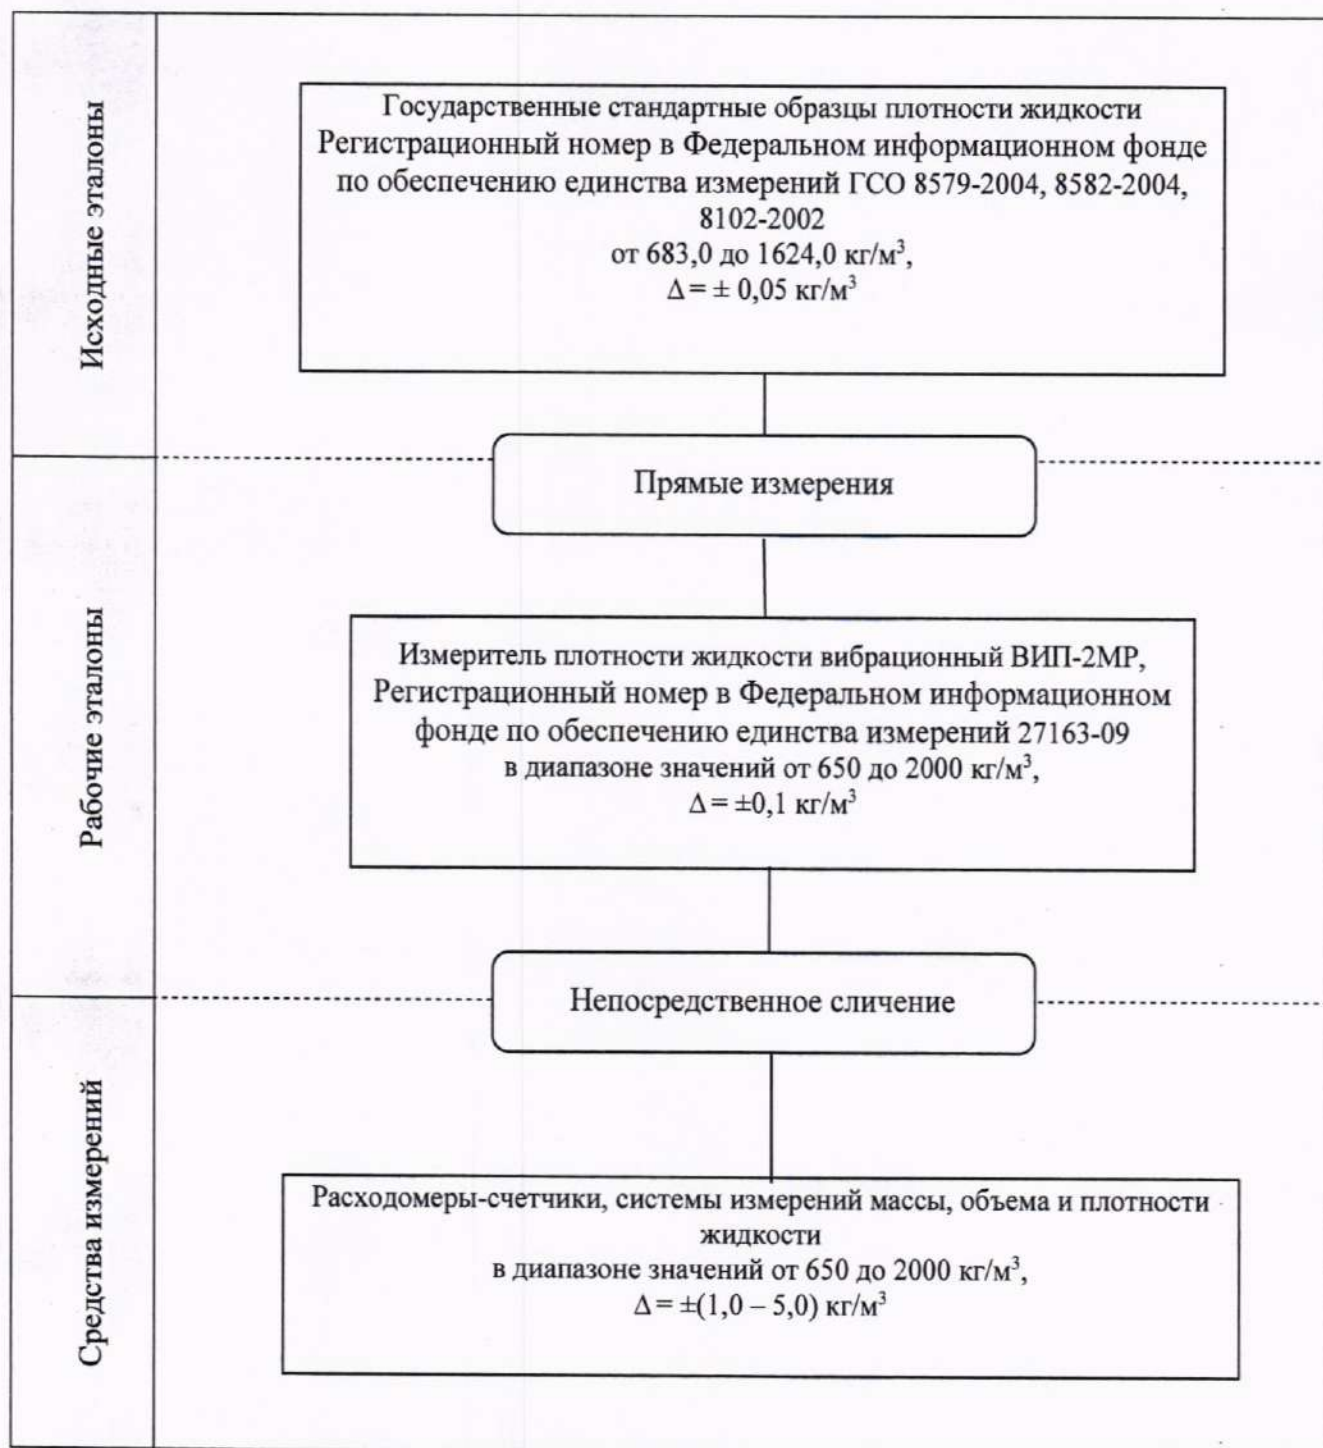 Исходные эталоны
Государственные стандартные образцы плотности жидкости
Регистрационный номер в Федеральном информационном фонде
по обеспечению единства измерений ГСО 8579-2004, 8582-2004,
8102-2002
от 683,0 до 1624,0 кг/м³,
Δ = ± 0,05 кг/м³
Прямые измерения
Рабочие эталоны
Измеритель плотности жидкости вибрационный ВИП-2МР,
Регистрационный номер в Федеральном информационном
фонде по обеспечению единства измерений 27163-09
в диапазоне значений от 650 до 2000 кг/м³,
Δ = ±0,1 кг/м³
Непосредственное сличение
Средства измерений
Расходомеры-счетчики, системы измерений массы, объема и плотности
жидкости
в диапазоне значений от 650 до 2000 кг/м³,
Δ = ±(1,0 – 5,0) кг/м³